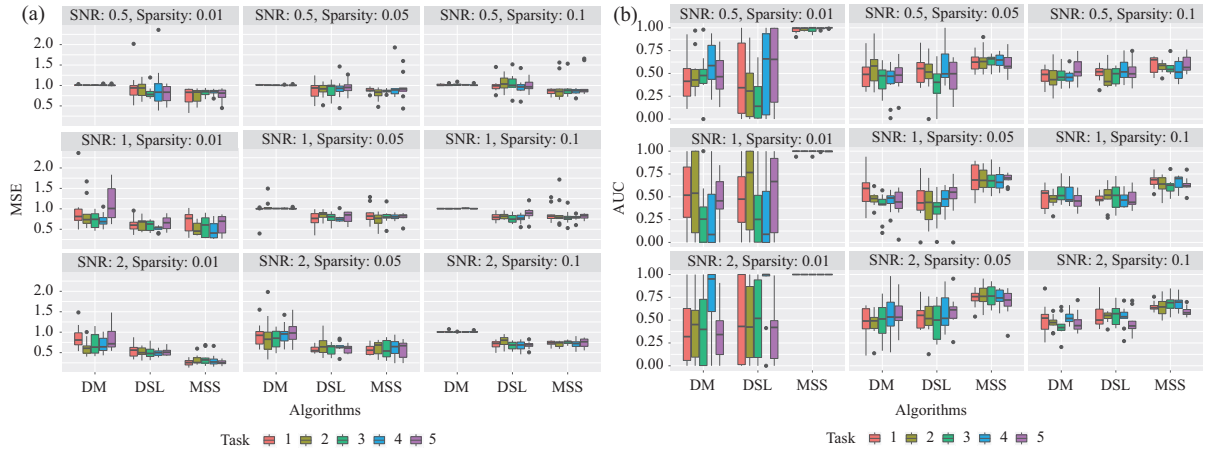 (a)
SNR: 0.5, Sparsity: 0.01
SNR: 0.5, Sparsity: 0.05
SNR: 0.5, Sparsity: 0.1
2.0
1.5
1.0
0.5
SNR: 1, Sparsity: 0.01
SNR: 1, Sparsity: 0.05
SNR: 1, Sparsity: 0.1
2.0
1.5
1.0
0.5
MSE
SNR: 2, Sparsity: 0.01
SNR: 2, Sparsity: 0.05
SNR: 2, Sparsity: 0.1
2.0
1.5
1.0
0.5
DM DSL MSS DM DSL MSS DM DSL MSS
Algorithms
Task 1 2 3 4 5
(b)
SNR: 0.5, Sparsity: 0.01
SNR: 0.5, Sparsity: 0.05
SNR: 0.5, Sparsity: 0.1
1.00
0.75
0.50
0.25
0.00
SNR: 1, Sparsity: 0.01
SNR: 1, Sparsity: 0.05
SNR: 1, Sparsity: 0.1
1.00
0.75
0.50
0.25
0.00
AUC
SNR: 2, Sparsity: 0.01
SNR: 2, Sparsity: 0.05
SNR: 2, Sparsity: 0.1
1.00
0.75
0.50
0.25
0.00
DM DSL MSS DM DSL MSS DM DSL MSS
Algorithms
Task 1 2 3 4 5